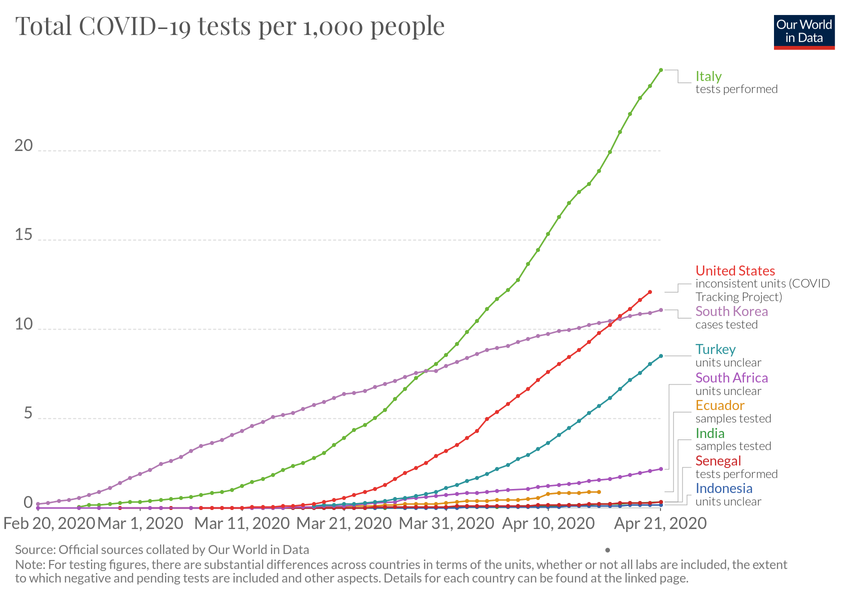 Total COVID-19 tests per 1,000 people
Our World
in Data
Italy
tests performed
20
15
United States
inconsistent units (COVID
Tracking Project)
South Korea
cases tested
10
Turkey
units unclear
South Africa
units unclear
Ecuador
samples tested
5
India
samples tested
Senegal
tests performed
Indonesia
units unclear
0
Feb 20, 2020 Mar 1, 2020 Mar 11, 2020 Mar 21, 2020 Mar 31, 2020 Apr 10, 2020 Apr 21, 2020
Source: Official sources collated by Our World in Data
Note: For testing figures, there are substantial differences across countries in terms of the units, whether or not all labs are included, the extent
to which negative and pending tests are included and other aspects. Details for each country can be found at the linked page.